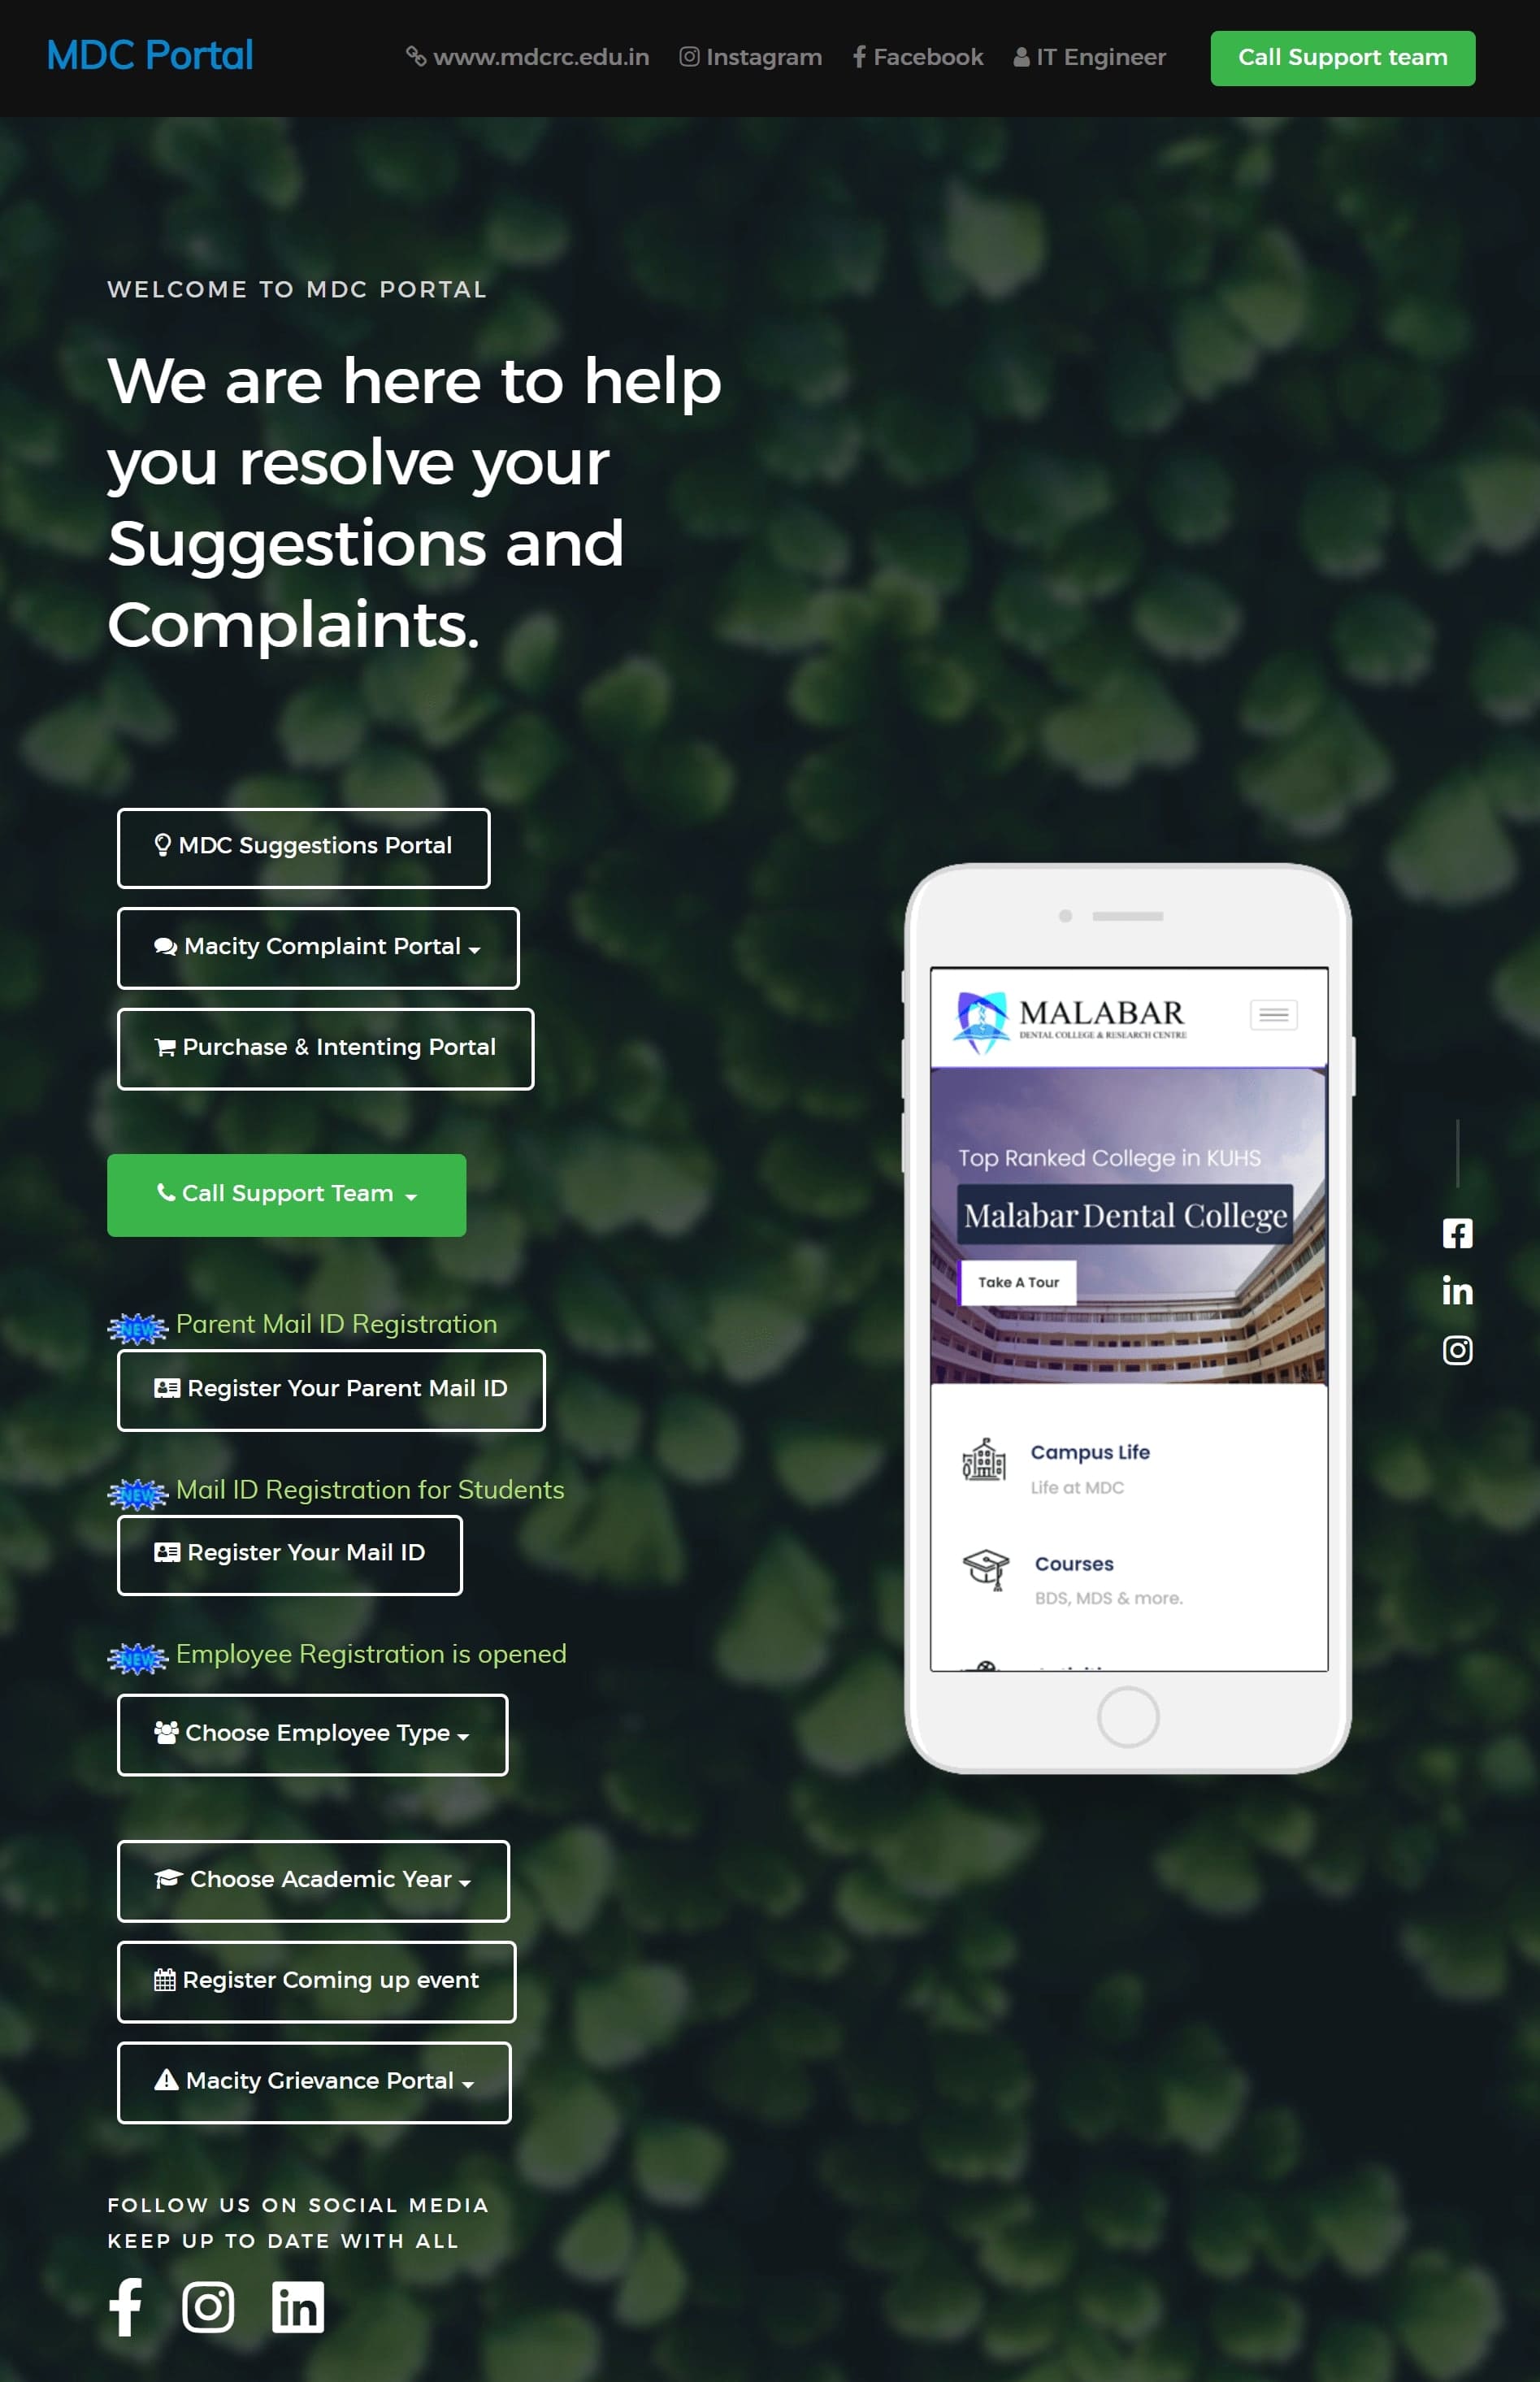 MDC Portal
www.mdcrc.edu.in
Instagram
Facebook
IT Engineer
Call Support team
WELCOME TO MDC PORTAL
We are here to help
you resolve your
Suggestions and
Complaints.
MDC Suggestions Portal
Macity Complaint Portal
Purchase & Intenting Portal
Call Support Team
NEW Parent Mail ID Registration
Register Your Parent Mail ID
NEW Mail ID Registration for Students
Register Your Mail ID
NEW Employee Registration is opened
Choose Employee Type
Choose Academic Year
Register Coming up event
Macity Grievance Portal
FOLLOW US ON SOCIAL MEDIA
KEEP UP TO DATE WITH ALL
MALABAR
DENTAL COLLEGE & RESEARCH CENTRE
Top Ranked College in KUHS
Malabar Dental College
Take A Tour
Campus Life
Life at MDC
Courses
BDS, MDS & more.